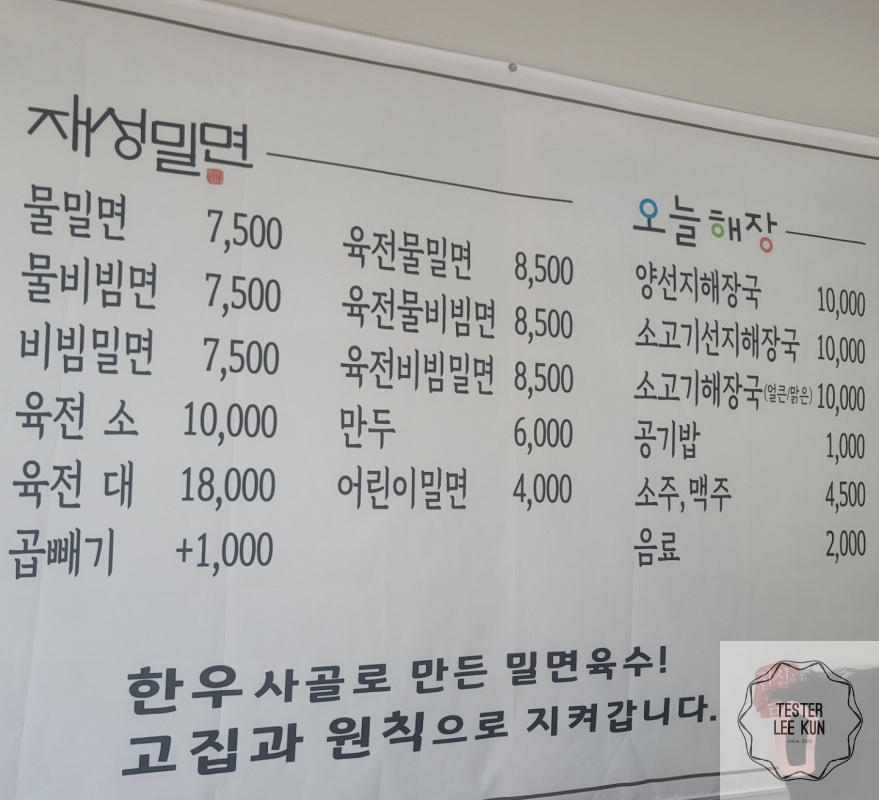 재성밀면
물밀면 7,500
물비빔면 7,500
비빔밀면 7,500
육전 소 10,000
육전 대 18,000
곱빼기 +1,000
육전물밀면 8,500
육전물비빔면 8,500
육전비빔밀면 8,500
만두 6,000
어린이밀면 4,000
오늘해장
양선지해장국 10,000
소고기선지해장국 10,000
소고기해장국(얼큰/맑은) 10,000
공기밥 1,000
소주,맥주 4,500
음료 2,000
한우사골로 만든 밀면육수!
고집과 원칙으로 지켜갑니다.
TESTER
LEE KUN